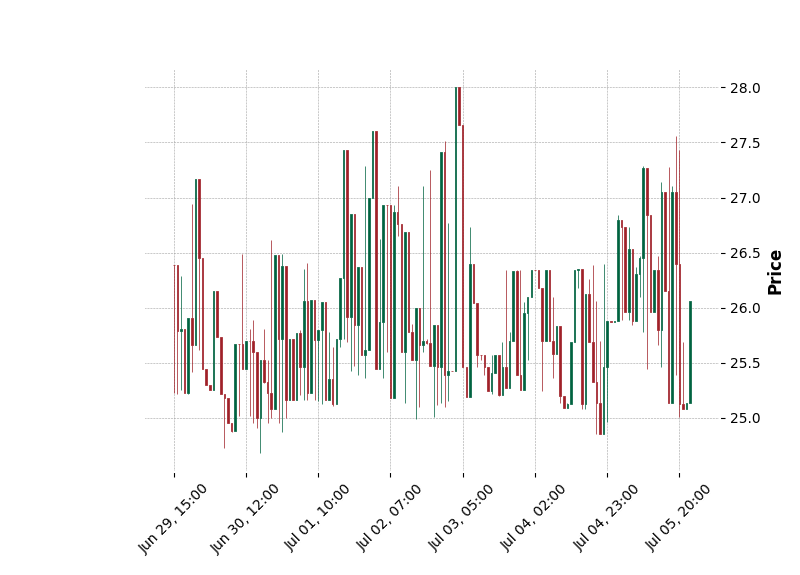 28.0
27.5
27.0
26.5
26.0
25.5
25.0
Price
Jun 29, 15:00
Jun 30, 12:00
Jul 01, 10:00
Jul 02, 07:00
Jul 03, 05:00
Jul 04, 02:00
Jul 04, 23:00
Jul 05, 20:00